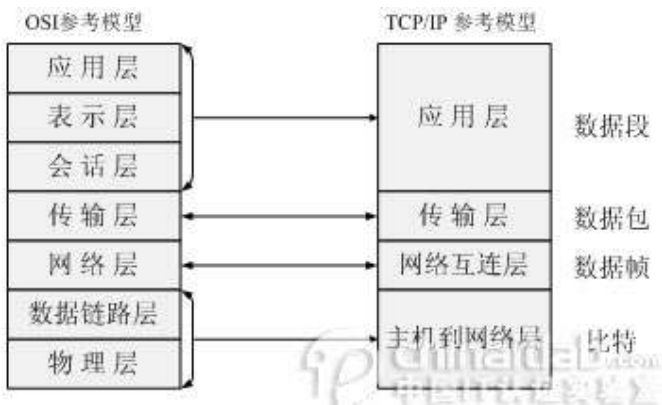 OSI参考模型
TCP/IP 参考模型
应用层
表示层
会话层
传输层
网络层
数据链路层
物理层
应用层
传输层
网络互连层
主机到网络层
数据段
数据包
数据帧
比特